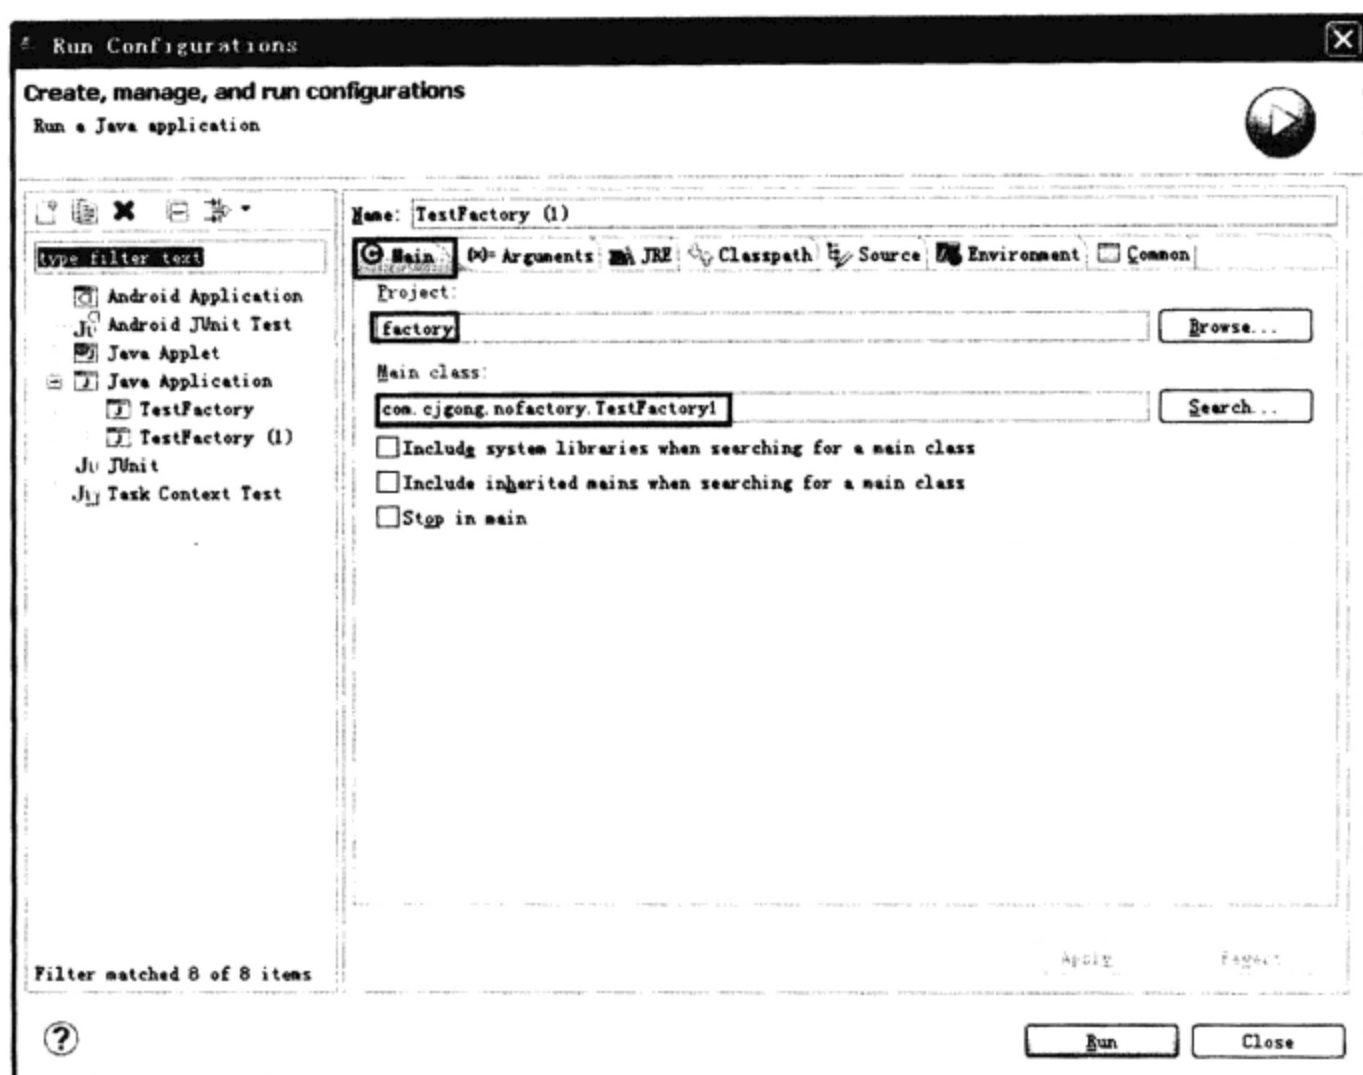 Run Configurations
Create, manage, and run configurations
Run a Java application
type filter text
Android Application
Android JUnit Test
Java Applet
Java Application
TestFactory
TestFactory (1)
JUnit
Task Context Test
Filter matched 8 of 8 items
Name: TestFactory (1)
Main (x)= Arguments JRE Classpath Source Environment Common
Project:
factory Browse...
Main class:
com.cjgong.nofactory.TestFactory1 Search...
Include system libraries when searching for a main class
Include inherited mains when searching for a main class
Stop in main
Apply Revert
Run Close